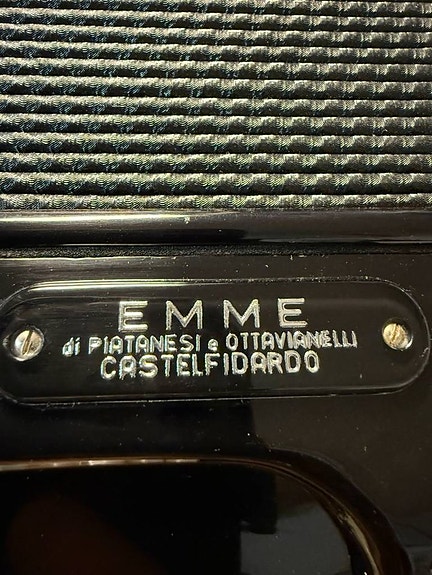 EMME
di PIATANESI e OTTAVIANELLI
CASTELFIDARDO